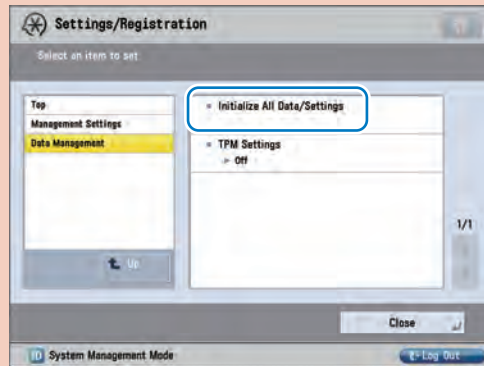 Settings/Registration
Select an item to set
Top
Management Settings
Data Management
Up
Initialize All Data/Settings
TPM Settings
Off
1/1
Close
ID System Management Mode
Log Out